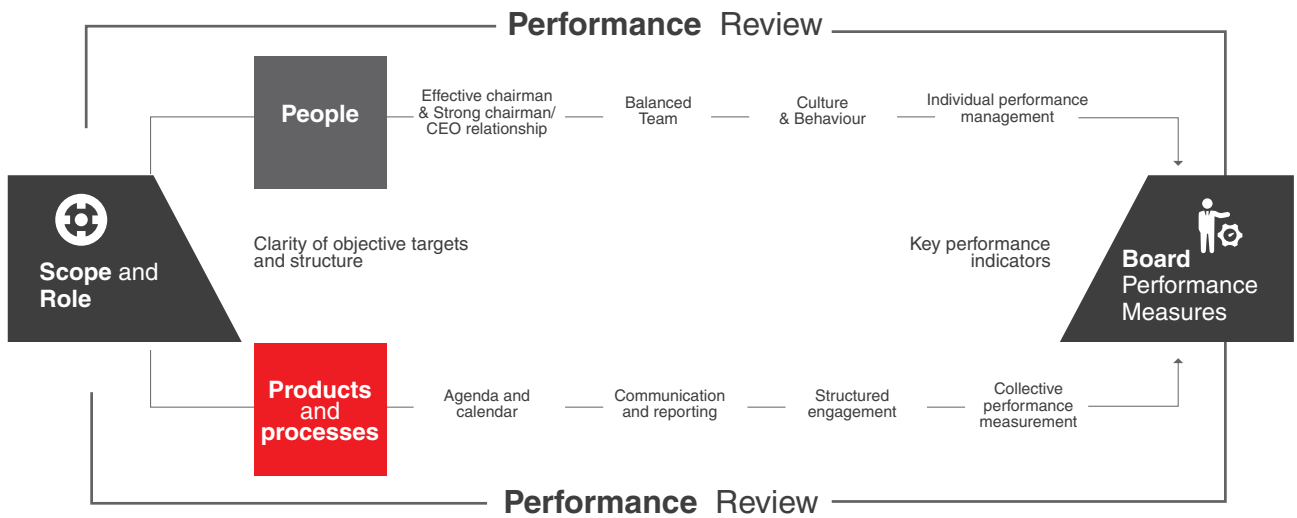 Performance Review
People
Effective chairman
& Strong chairman/
CEO relationship
Balanced
Team
Culture
& Behaviour
Individual performance
management
Scope and
Role
Clarity of objective targets
and structure
Key performance
indicators
Board
Performance
Measures
Products
and
processes
Agenda and
calendar
Communication
and reporting
Structured
engagement
Collective
performance
measurement
Performance Review